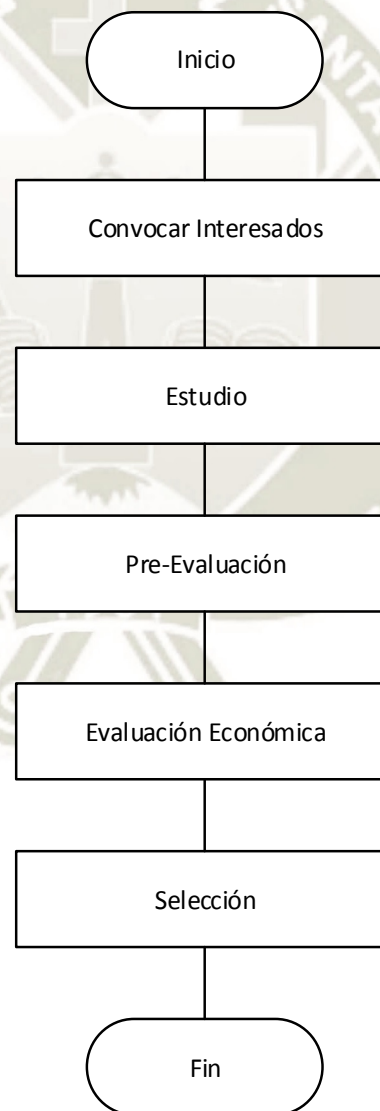 Inicio
Convocar Interesados
Estudio
Pre-Evaluación
Evaluación Económica
Selección
Fin